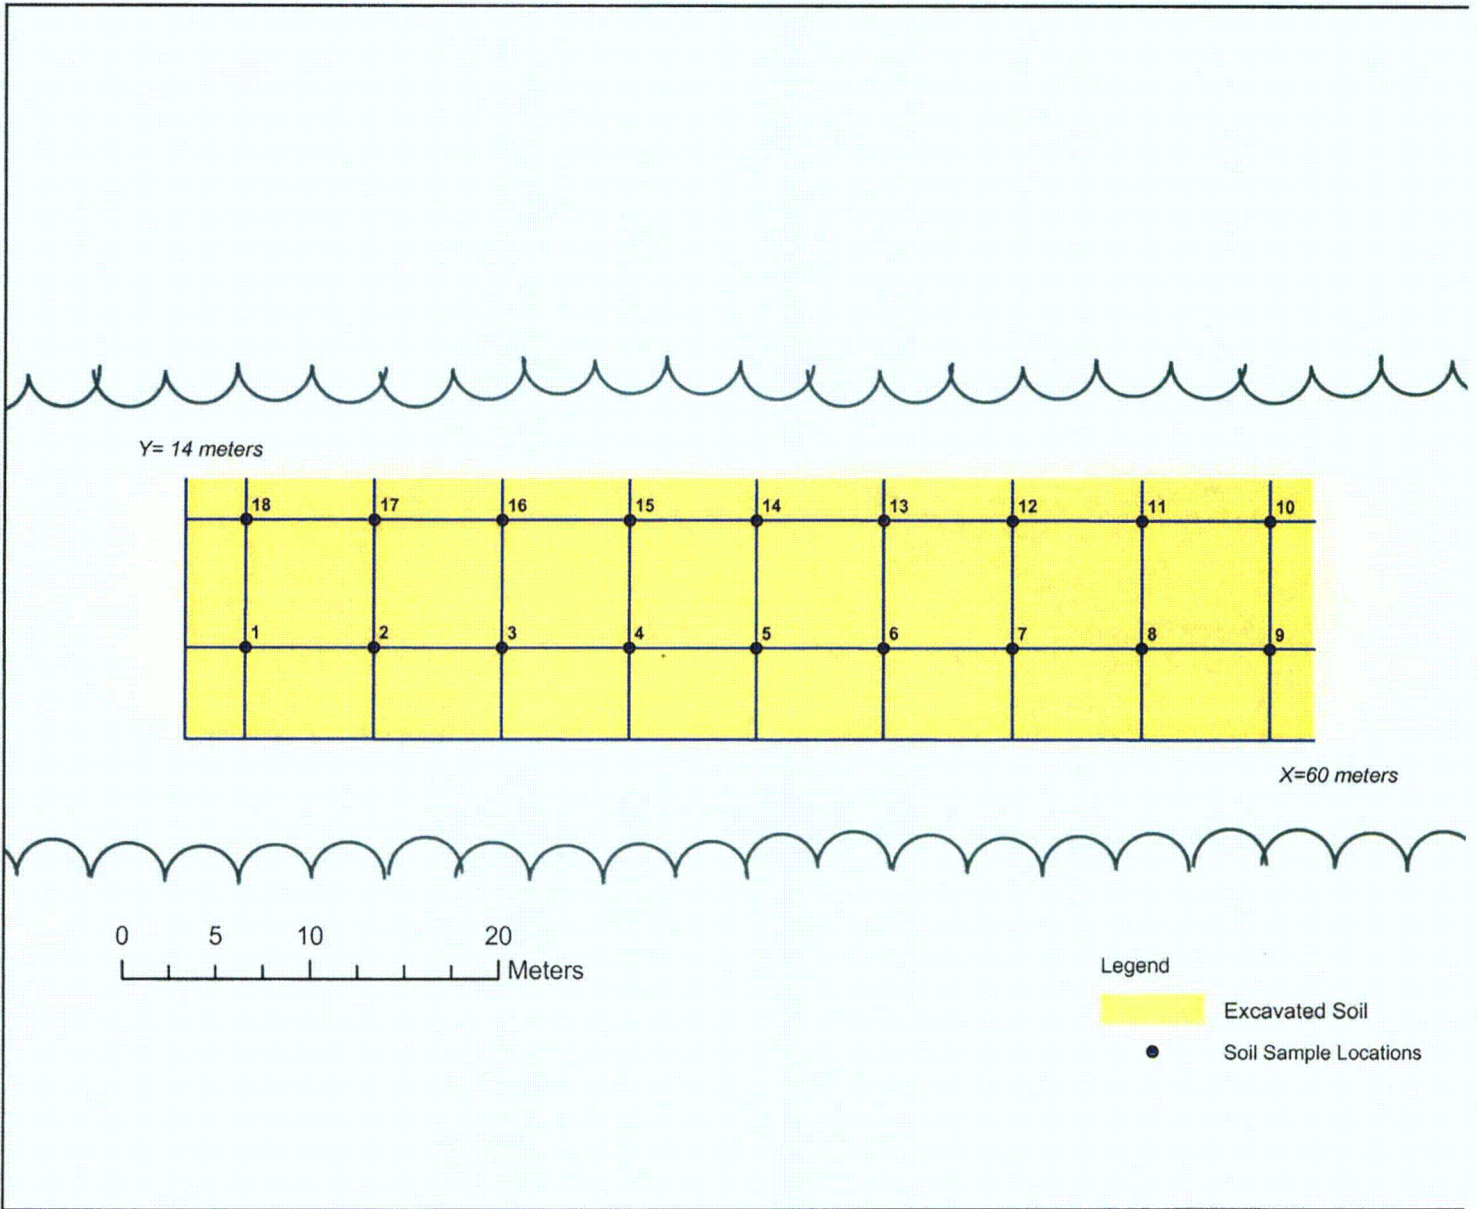 Y= 14 meters
18 17 16 15 14 13 12 11 10
1 2 3 4 5 6 7 8 9
X=60 meters
0 5 10 20
Meters
Legend
Excavated Soil
Soil Sample Locations